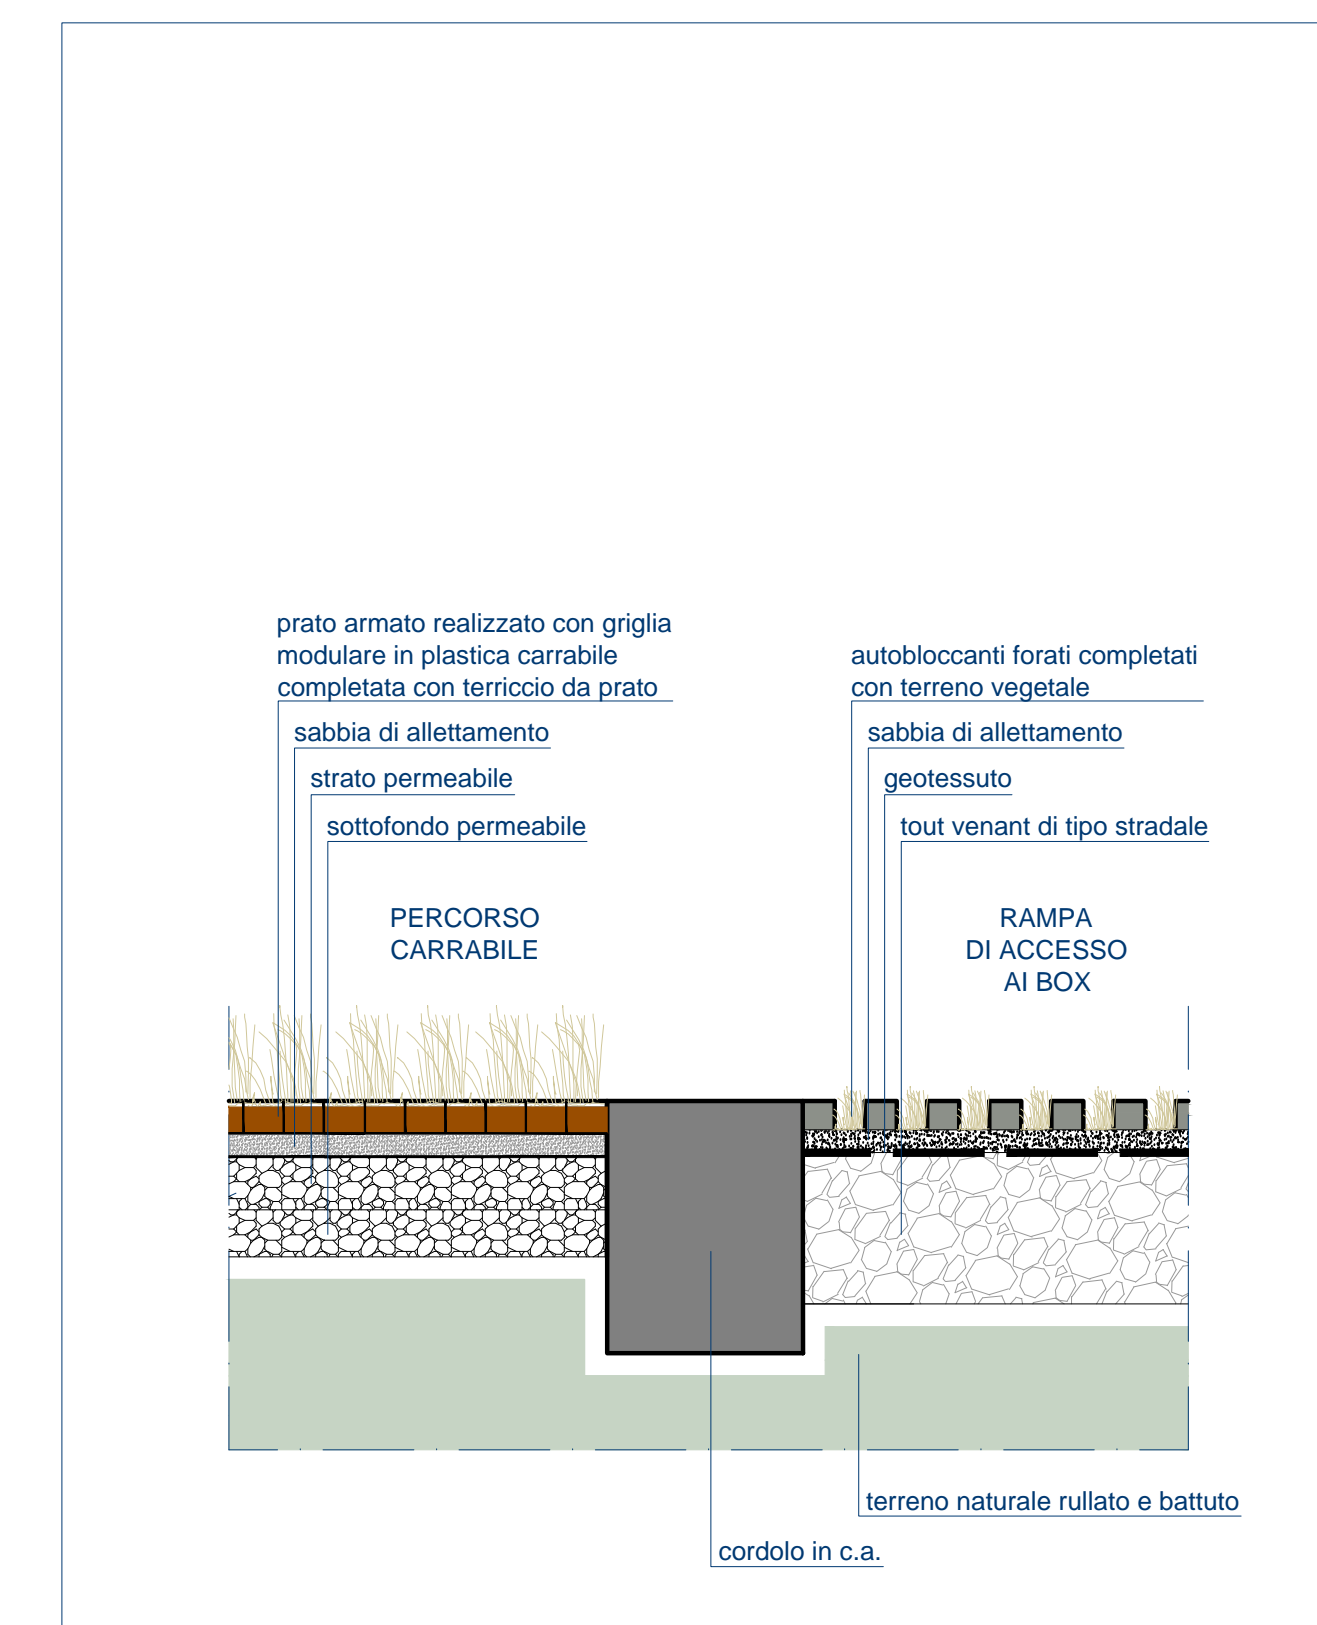 prato armato realizzato con griglia
modulare in plastica carrabile
completata con terriccio da prato
sabbia di allettamento
strato permeabile
sottofondo permeabile
autobloccanti forati completati
con terreno vegetale
sabbia di allettamento
geotessuto
tout venant di tipo stradale
PERCORSO
CARRABILE
RAMPA
DI ACCESSO
AI BOX
terreno naturale rullato e battuto
cordolo in c.a.